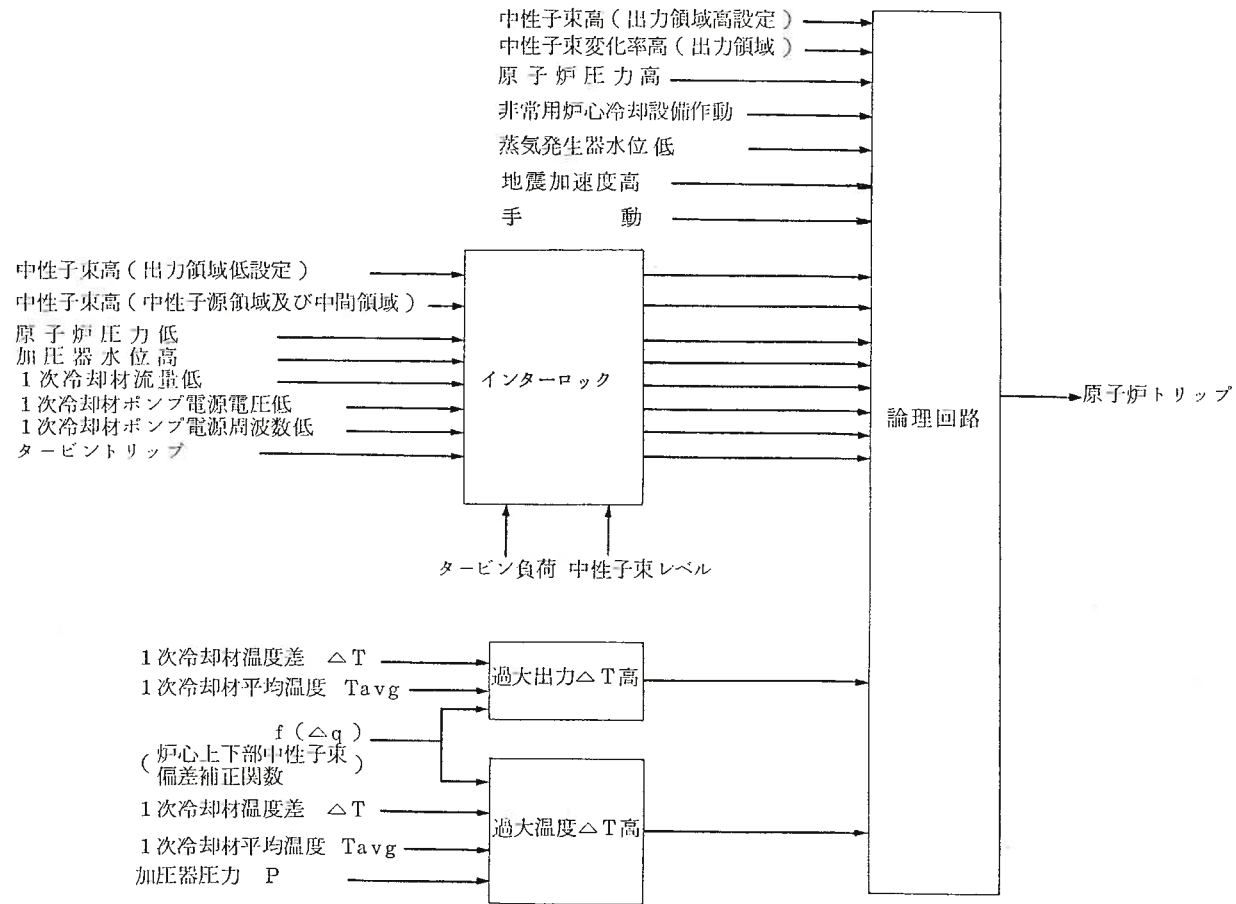 中性子束高(出力領域高設定)
中性子束変化率高(出力領域)
原子炉圧力高
非常用炉心冷却設備作動
蒸気発生器水位低
地震加速度高
手動
中性子束高(出力領域低設定)
中性子束高(中性子源領域及び中間領域)
原子炉圧力低
加圧器水位高
1次冷却材流量低
1次冷却材ポンプ電源電圧低
1次冷却材ポンプ電源周波数低
タービントリップ
インターロック
論理回路
原子炉トリップ
タービン負荷 中性子束レベル
1次冷却材温度差 △T
1次冷却材平均温度 Tavg
過大出力△T高
f(△q)
(炉心上下部中性子束
偏差補正関数)
1次冷却材温度差 △T
1次冷却材平均温度 Tavg
加圧器圧力 P
過大温度△T高